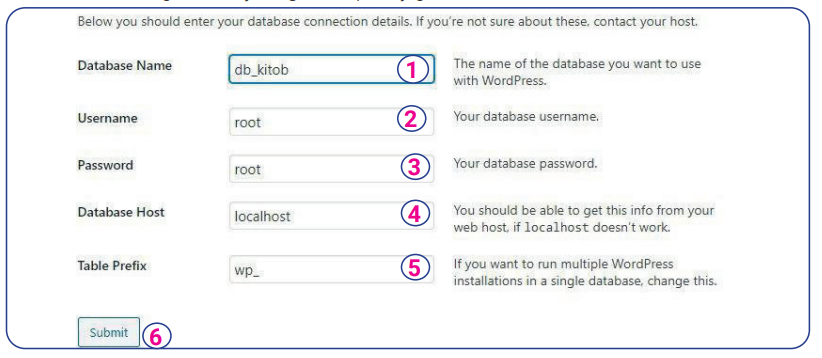 Below you should enter your database connection details. If you're not sure about these, contact your host.
Database Name
db_kitob
1
The name of the database you want to use
with WordPress.
Username
root
2
Your database username.
Password
root
3
Your database password.
Database Host
localhost
4
You should be able to get this info from your
web host, if localhost doesn't work.
Table Prefix
wp_
5
If you want to run multiple WordPress
installations in a single database, change this.
Submit
6